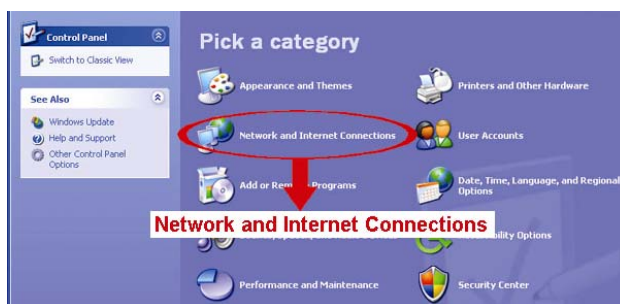 Control Panel
Switch to Classic View
See Also
Windows Update
Help and Support
Other Control Panel
Options
Pick a category
Appearance and Themes
Printers and Other Hardware
Network and Internet Connections
User Accounts
Add or Programs
Date, Time, Language, and Regional
Options
Network and Internet Connections
Options
Performance and Maintenance
Security Center